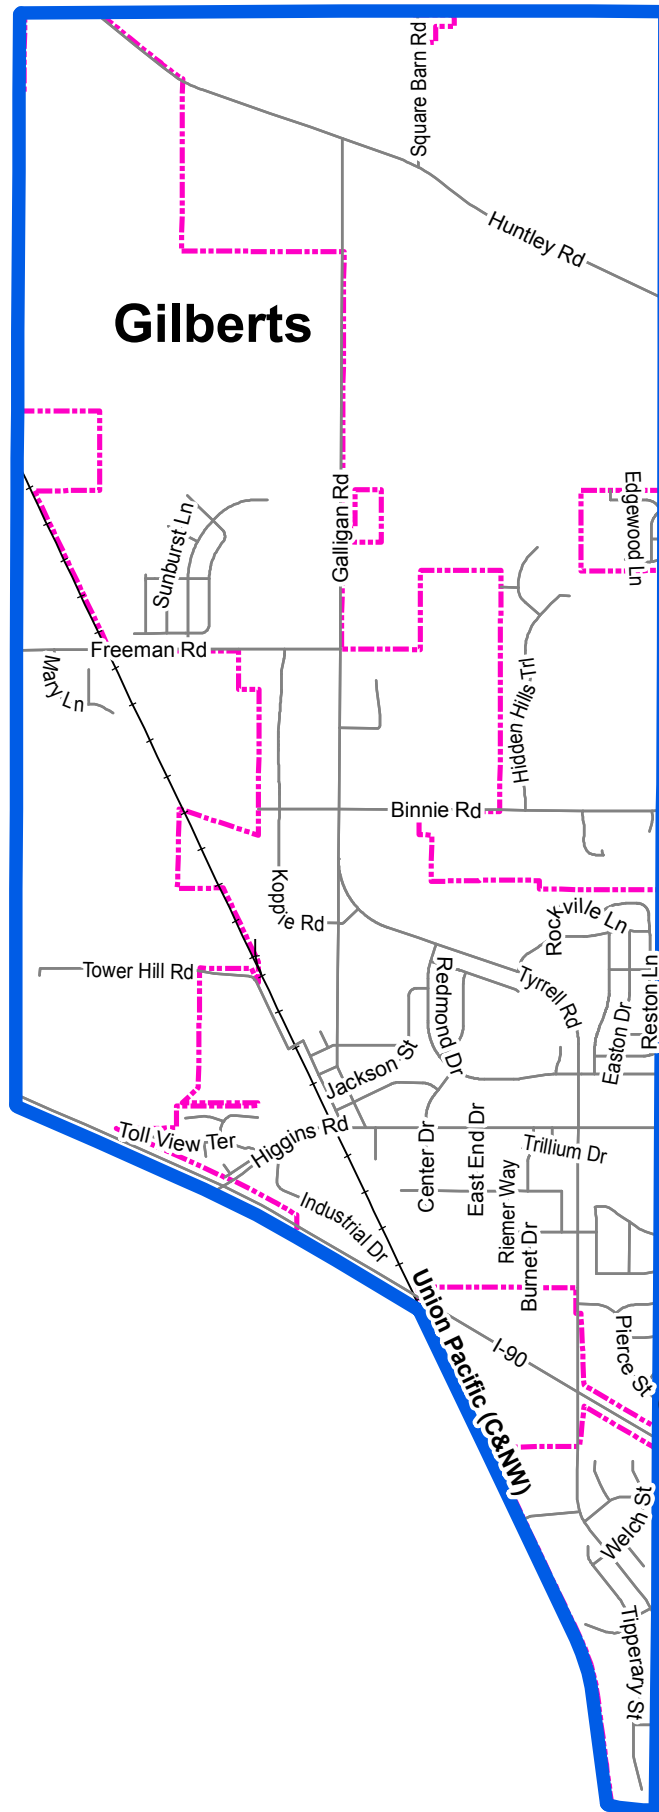 Square Barn Rd
Huntley Rd
Gilberts
Galligan Rd
Edgewood Ln
Sunburst Ln
Freeman Rd
Mary Ln
Hidden Hills Trl
Binnie Rd
Koppie Rd
Rockville Ln
Tower Hill Rd
Redmond Dr
Tyrrell Rd
Easton Dr
Reston Ln
Jackson St
Toll View Ter
Higgins Rd
Center Dr
East End Dr
Trillium Dr
Industrial Dr
Riemer Way
Burnet Dr
Union Pacific (C&NW)
I-90
Pierce St
Welch St
Tipperary St